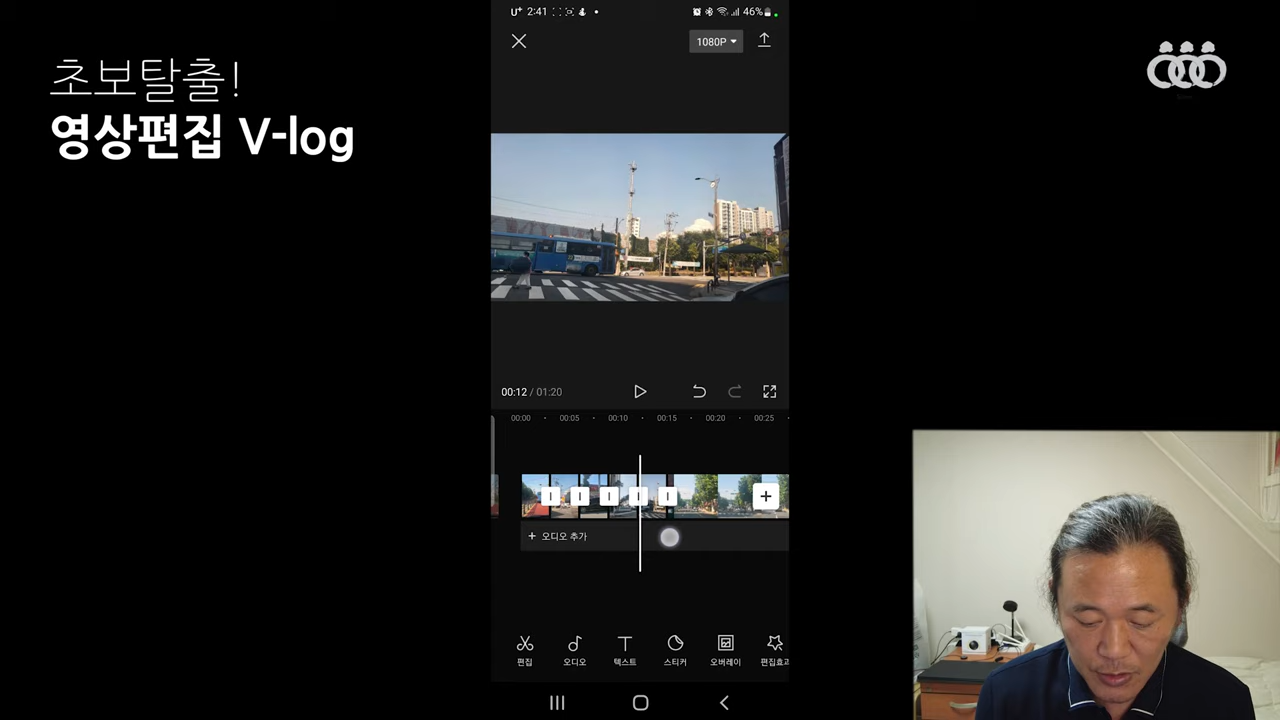 초보탈출!
영상편집 V-log
U+ 2:41
46%
1080P
00:12 / 01:20
00:00
00:05
00:10
00:15
00:20
00:25
+ 오디오 추가
편집
오디오
텍스트
스티커
오버레이
편집효과